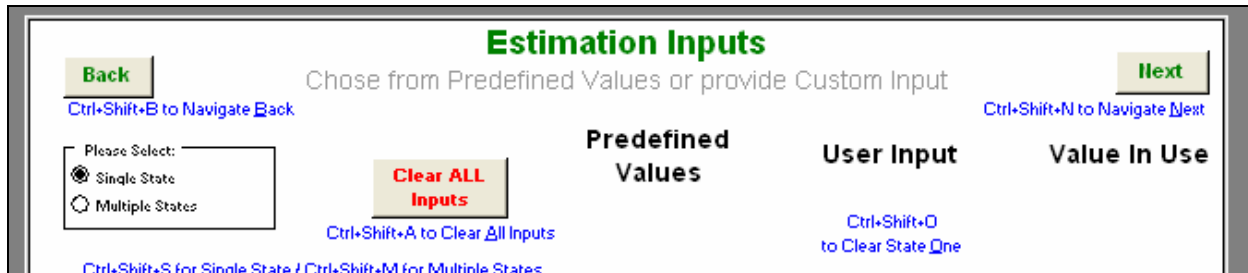 Estimation Inputs
Back
Chose from Predefined Values or provide Custom Input
Next
Ctrl+Shift+B to Navigate Back
Ctrl+Shift+N to Navigate Next
Please Select:
Single State
Multiple States
Clear ALL
Inputs
Ctrl+Shift+A to Clear All Inputs
Predefined
Values
User Input
Value In Use
Ctrl+Shift+O
to Clear State One
Ctrl+Shift+S for Single State / Ctrl+Shift+M for Multiple States